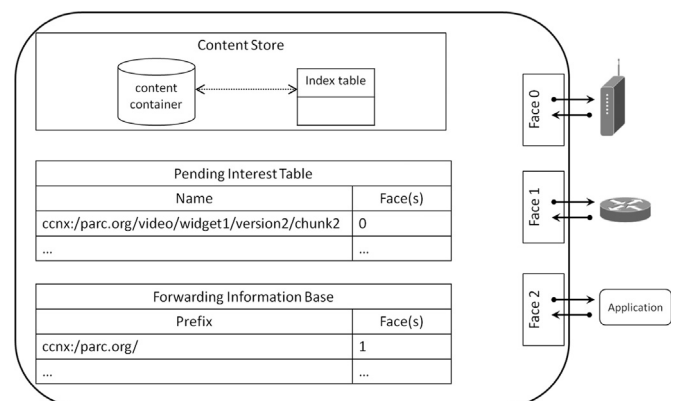 Content Store
content
container
Index table
Pending Interest Table
Name Face(s)
ccnx:/parc.org/video/widget1/version2/chunk2 0
... ...
Forwarding Information Base
Prefix Face(s)
ccnx:/parc.org/ 1
... ...
Face 0
Face 1
Face 2
Application